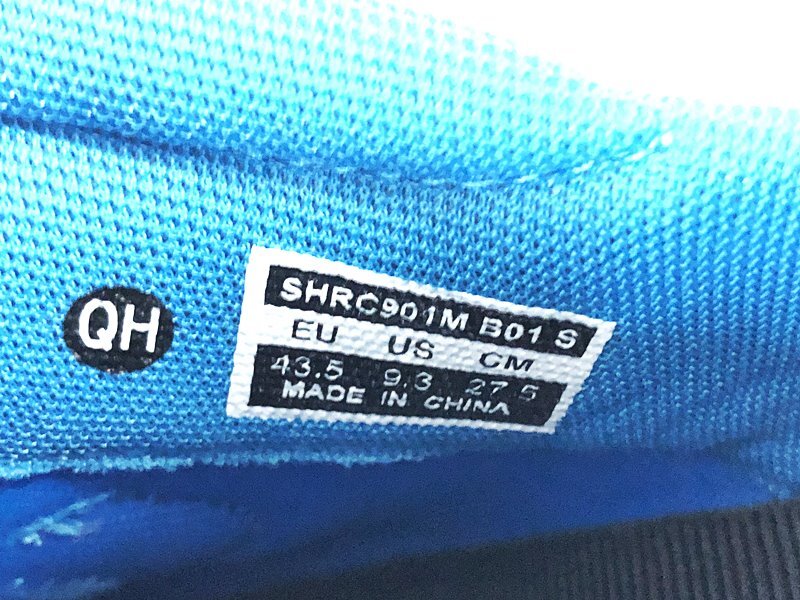 QH
SHRC901M B01 S
EU US CM
43.5 9.3 27.5
MADE IN CHINA